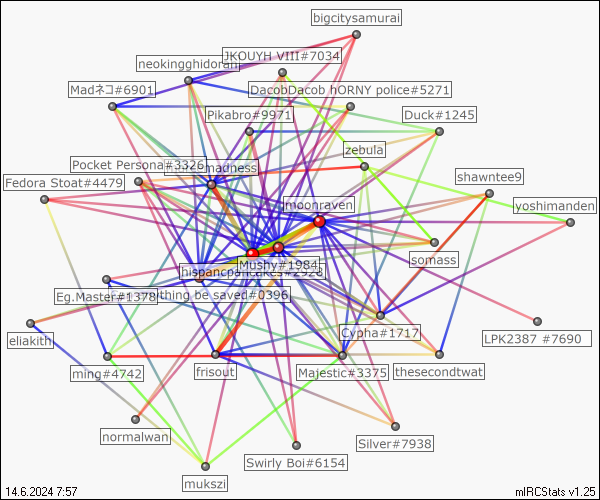 bigcitysamurai
JKOUYH VIII#7034
neokingghidorah
Madネコ#6901
DacobDacob hORNY police#5271
Pikabro#9971
Duck#1245
zebula
Pocket Persona#3326
madness
shawntee9
Fedora Stoat#4479
moonraven
yoshimanden
somass
Mushy#1984
hispancpancakes#2928
thing be saved#0396
Eg.Master#1378
eliakith
Cypha#1717
LPK2387 #7690
ming#4742
frisout
Majestic#3375
thesecondtwat
normalwan
Silver#7938
Swirly Boi#6154
mukszi
14.6.2024 7:57
mIRCStats v1.25